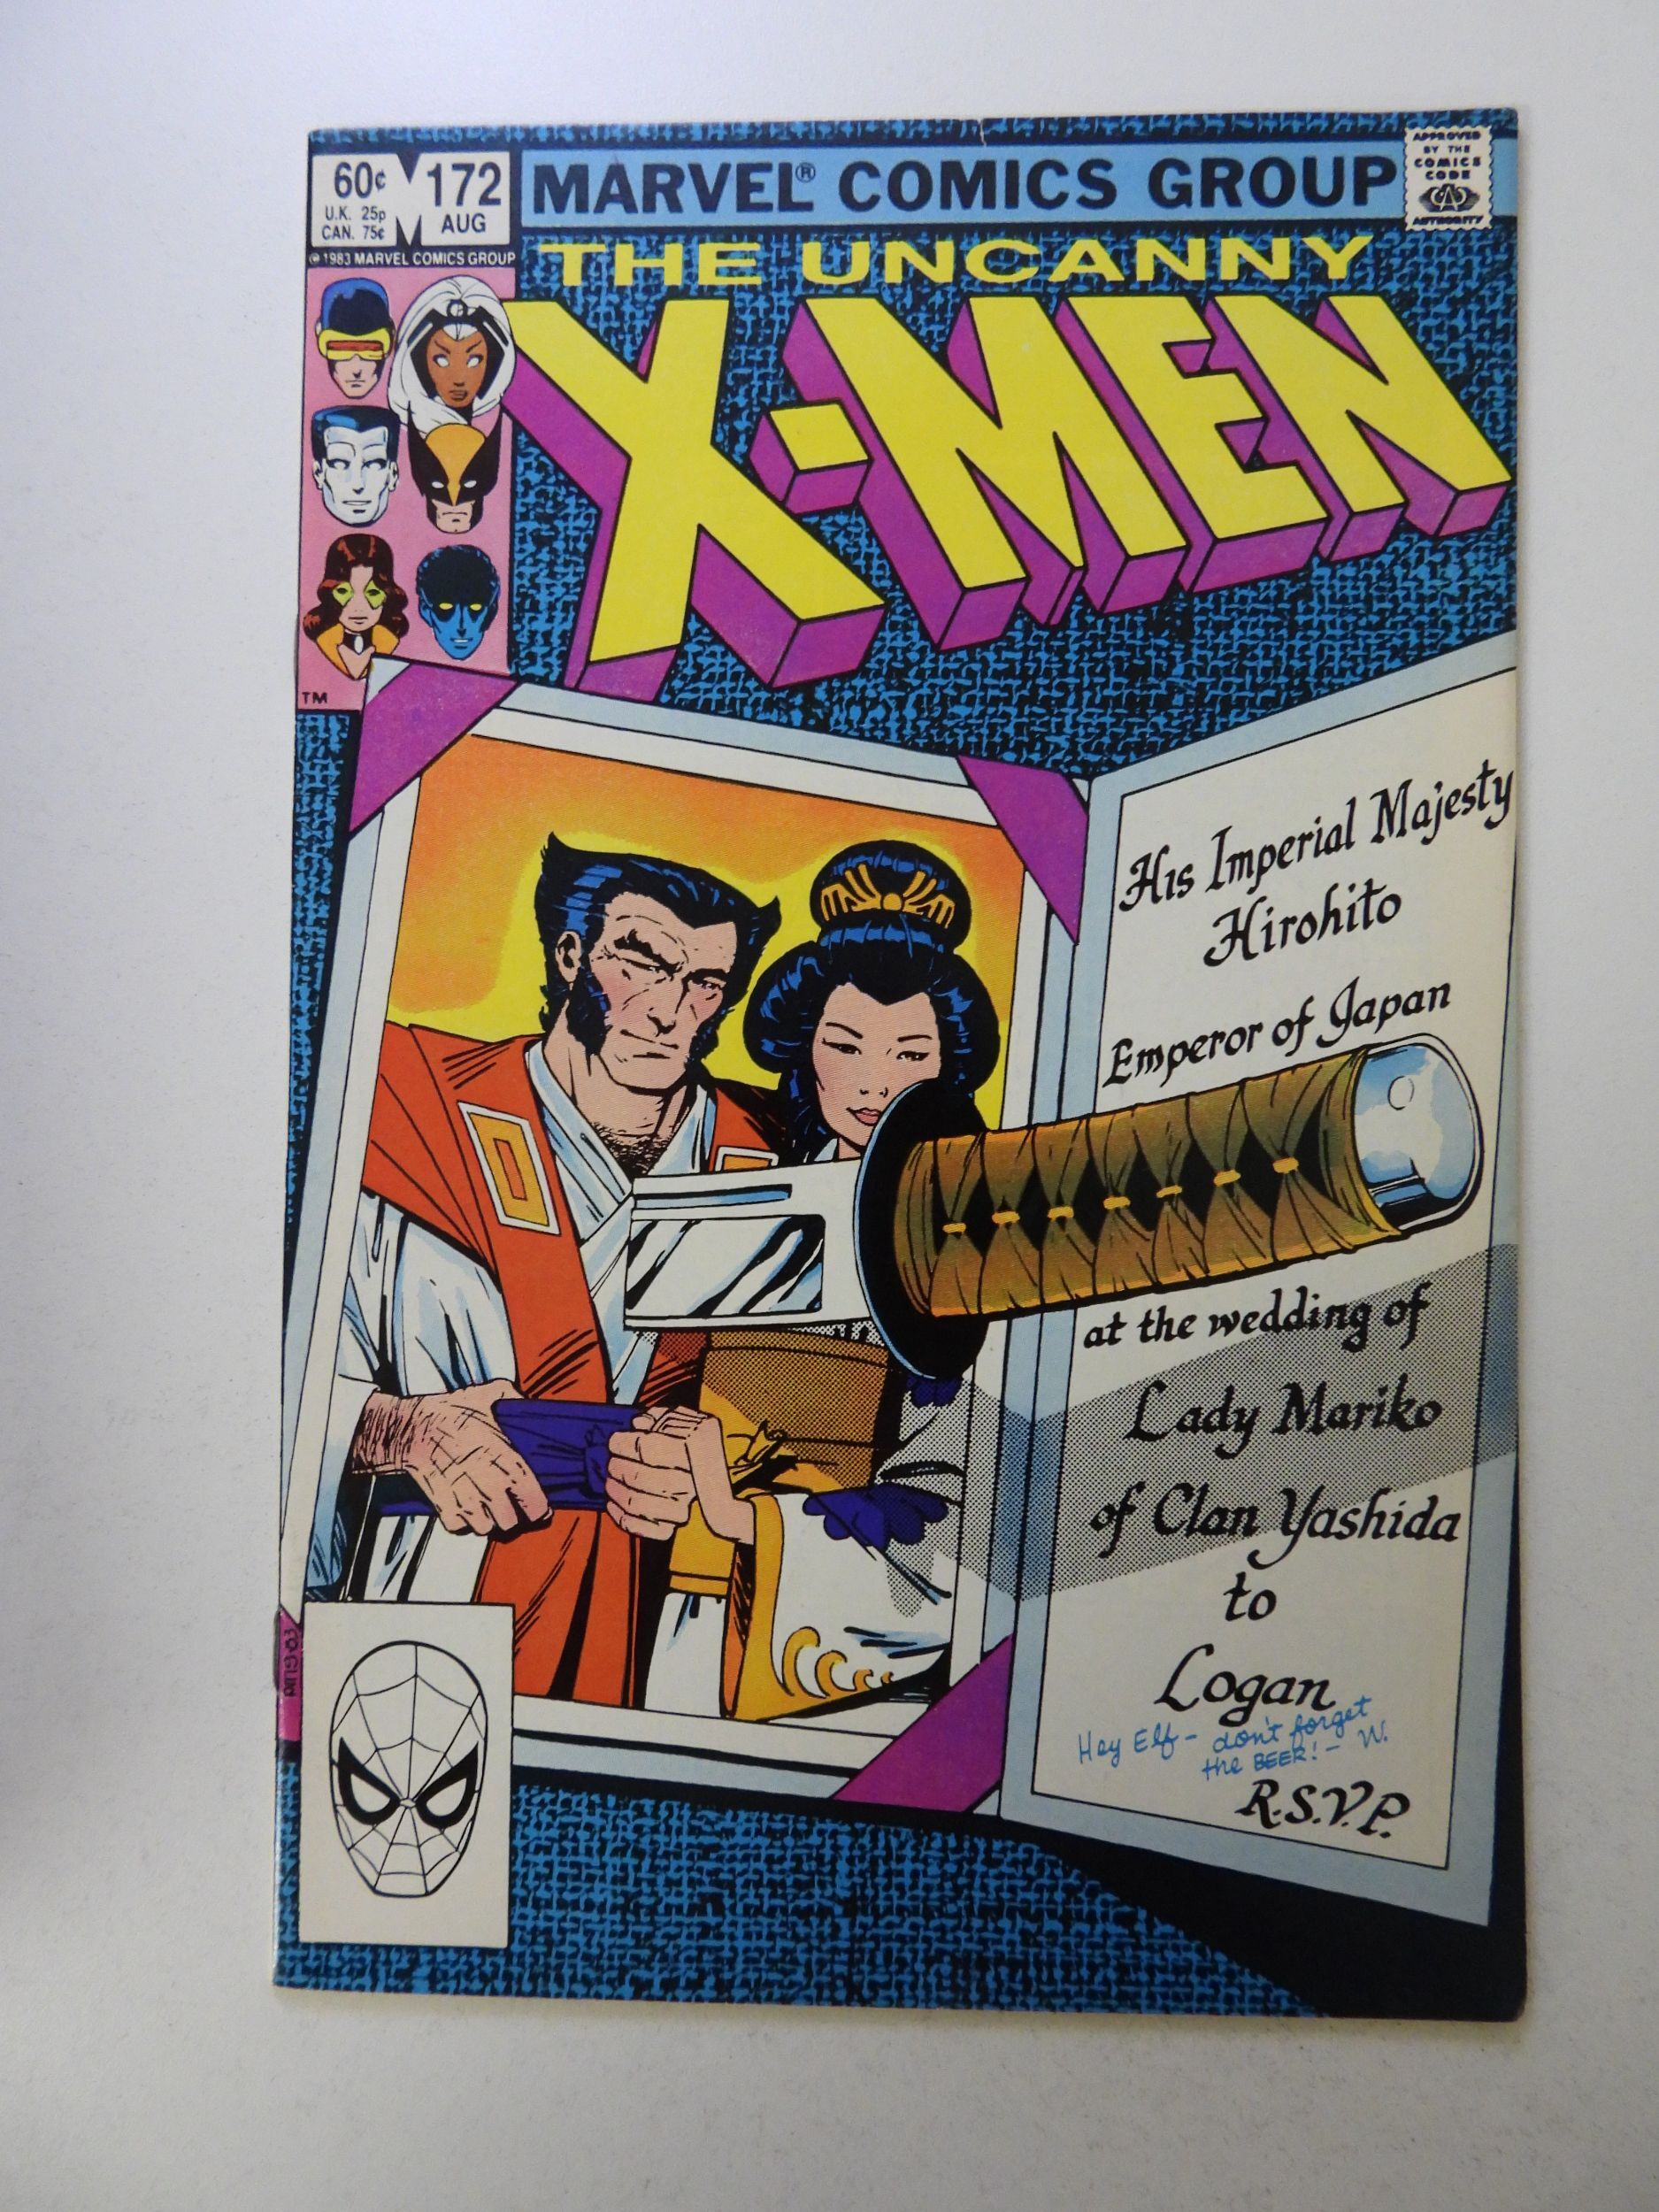 60¢
U.K. 25p
CAN. 75¢
172
AUG
© 1983 MARVEL COMICS GROUP
MARVEL® COMICS GROUP
APPROVED
BY THE
COMICS
CODE
CA
AUTHORITY
THE UNCANNY
X-MEN
TM
His Imperial Majesty
Hirohito
Emperor of Japan
at the wedding of
Lady Mariko
of Clan Yashida
to
Logan
Hey Elf - don't forget
the BEER! - W.
R.S.V.P.